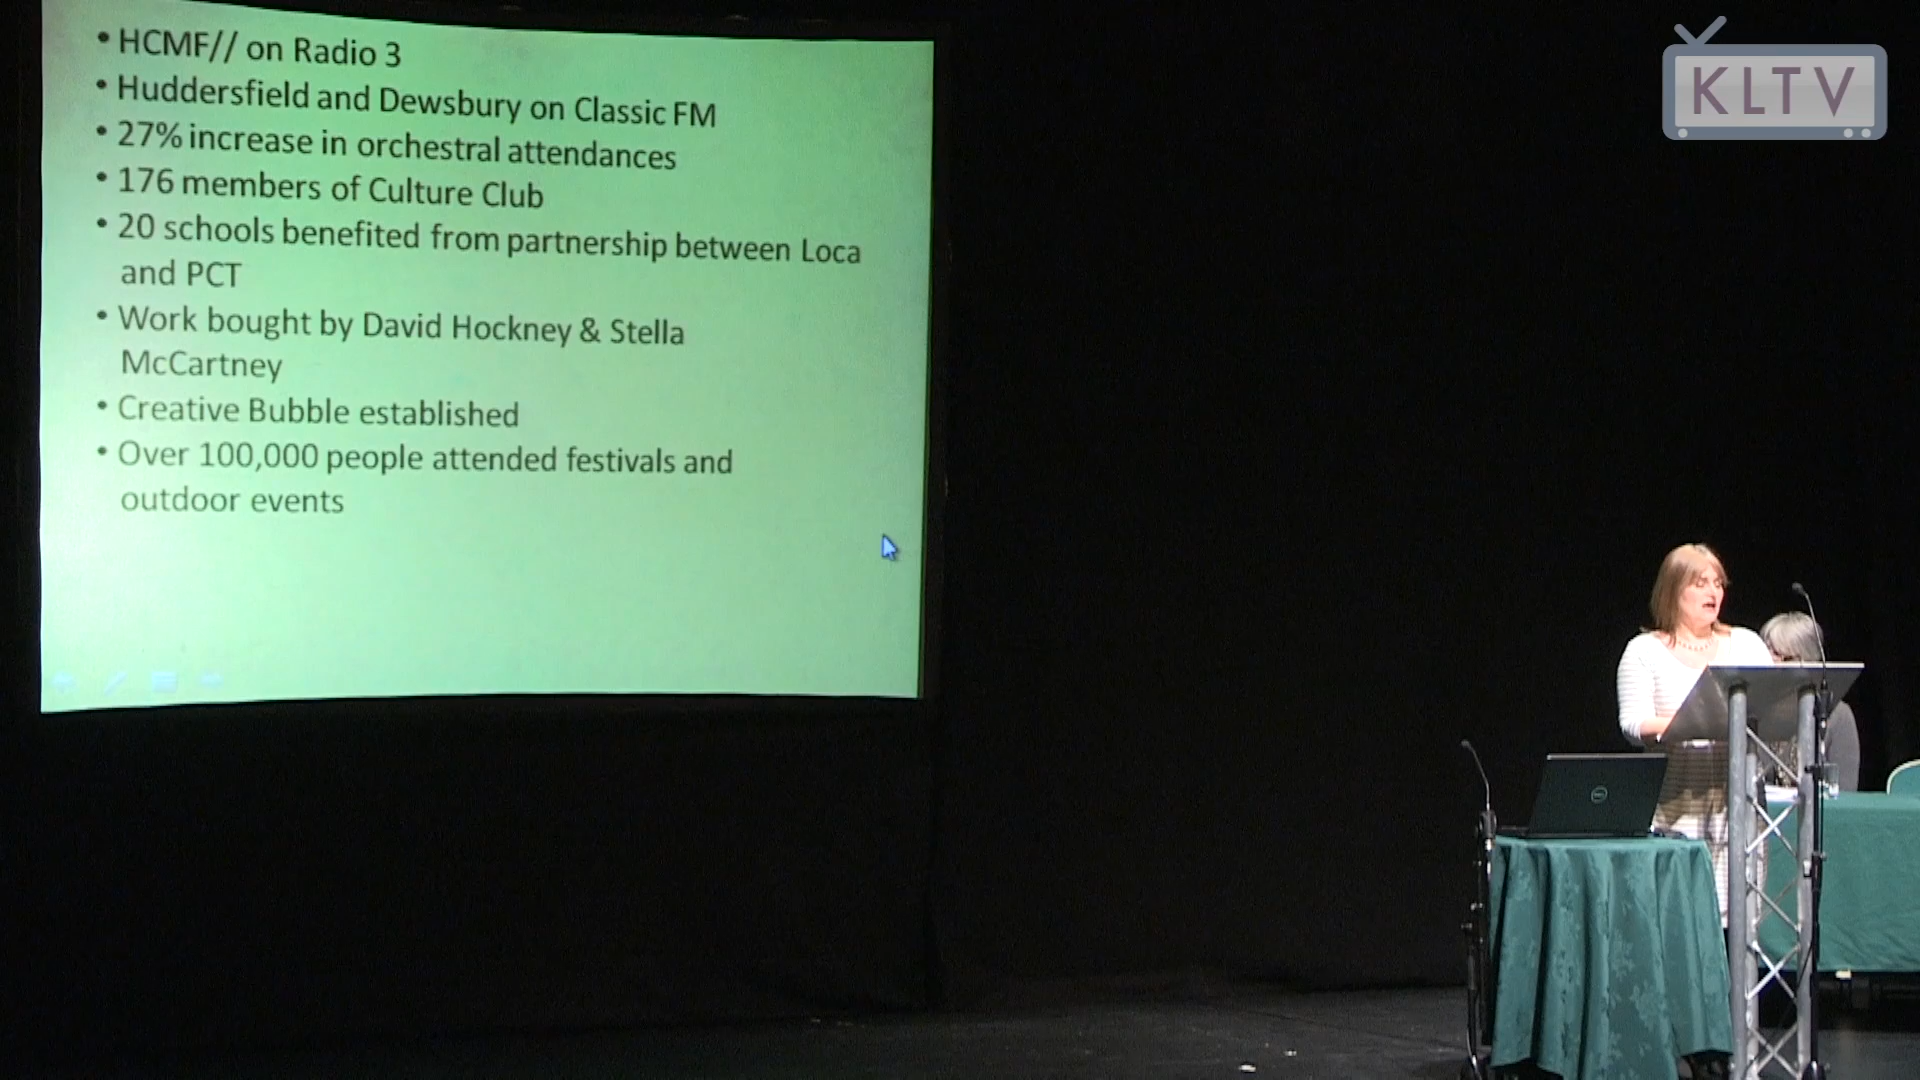 • HCMF// on Radio 3
• Huddersfield and Dewsbury on Classic FM
• 27% increase in orchestral attendances
• 176 members of Culture Club
• 20 schools benefited from partnership between Loca
and PCT
• Work bought by David Hockney & Stella
McCartney
• Creative Bubble established
• Over 100,000 people attended festivals and
outdoor events
KLTV
DELL